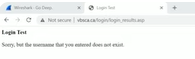 Wireshark · Go Deep.
Login Test
Not secure | vbsca.ca/login/login_results.asp
Login Test
Sorry, but the username that you entered does not exist.